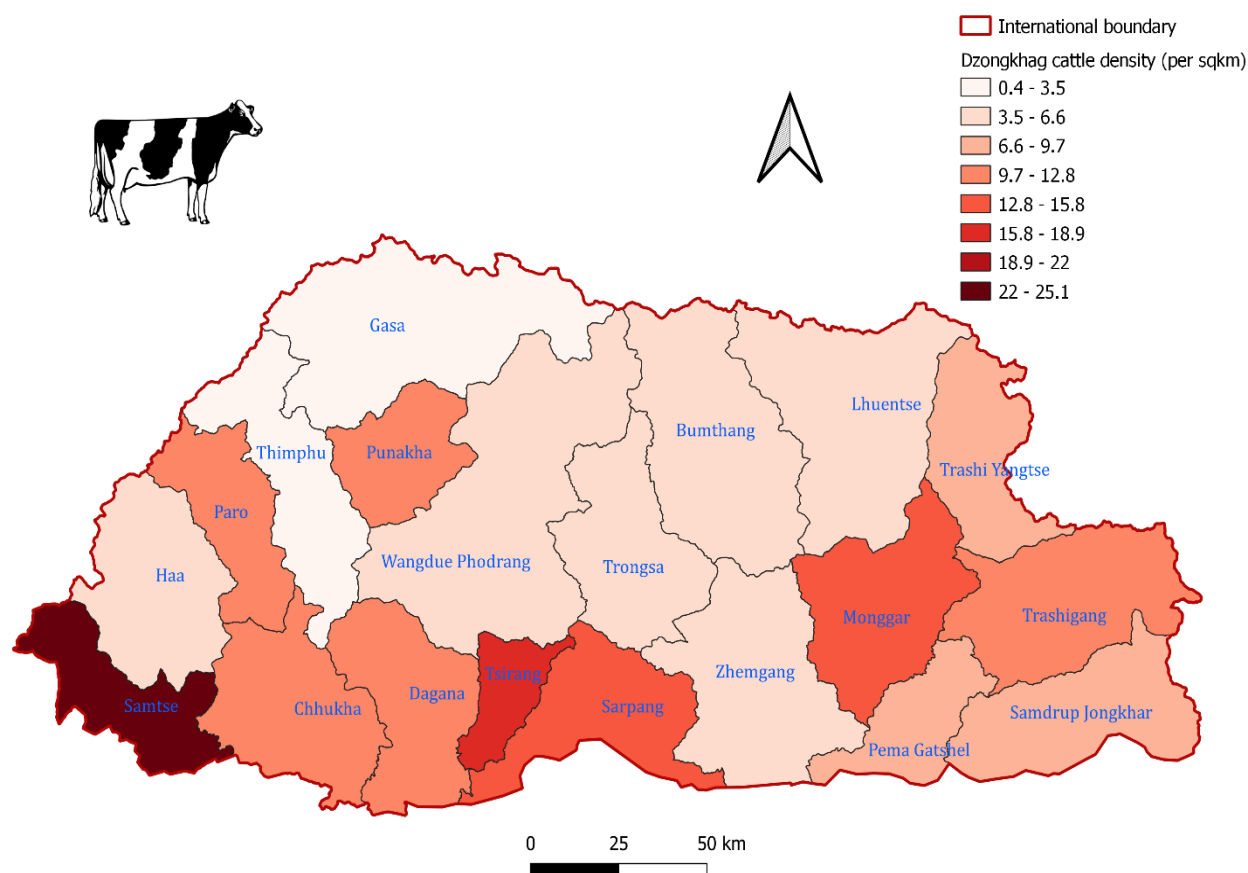 International boundary
Dzongkhag cattle density (per sqkm)
0.4 - 3.5
3.5 - 6.6
6.6 - 9.7
9.7 - 12.8
12.8 - 15.8
15.8 - 18.9
18.9 - 22
22 - 25.1
Gasa
Thimphu
Punakha
Bumthang
Lhuentse
Trashi Yangtse
Paro
Haa
Wangdue Phodrang
Trongsa
Monggar
Trashigang
Samtse
Chhukha
Dagana
Tsirang
Sarpang
Zhemgang
Pema Gatshel
Samdrup Jongkhar
0 25 50 km